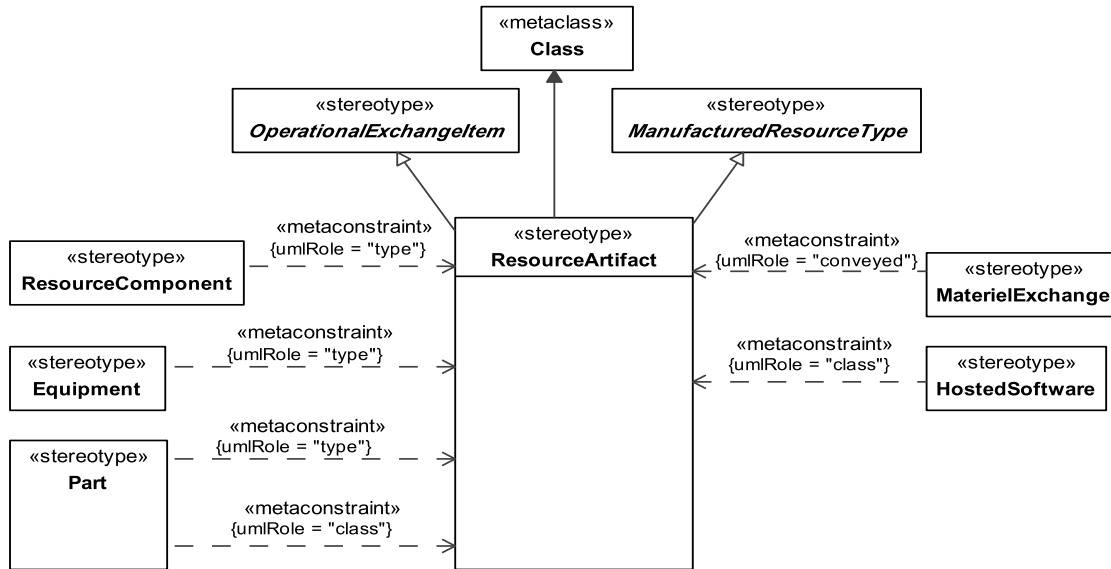 «metaclass»
Class
«stereotype»
OperationalExchangeItem
«stereotype»
ManufacturedResourceType
«stereotype»
ResourceArtifact
«metaconstraint»
{umlRole = "type"}
«stereotype»
ResourceComponent
«metaconstraint»
{umlRole = "conveyed"}
«stereotype»
MaterielExchange
«metaconstraint»
{umlRole = "type"}
«stereotype»
Equipment
«metaconstraint»
{umlRole = "class"}
«stereotype»
HostedSoftware
«metaconstraint»
{umlRole = "type"}
«stereotype»
Part
«metaconstraint»
{umlRole = "class"}